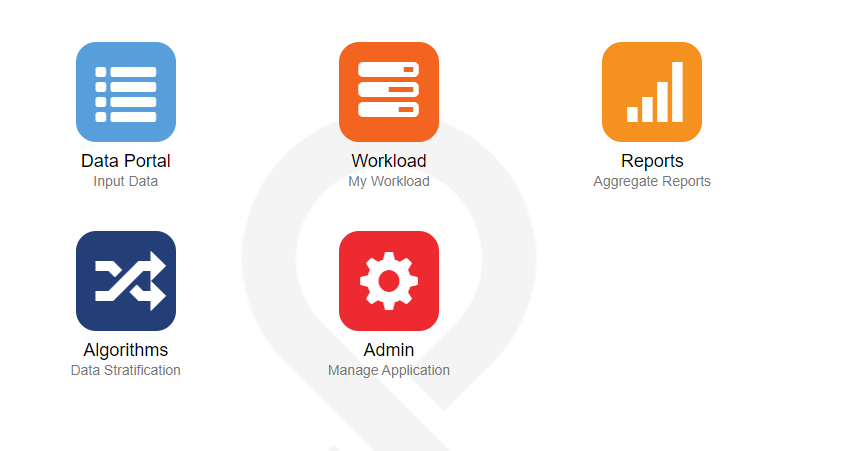 Data Portal
Input Data
Workload
My Workload
Reports
Aggregate Reports
Algorithms
Data Stratification
Admin
Manage Application